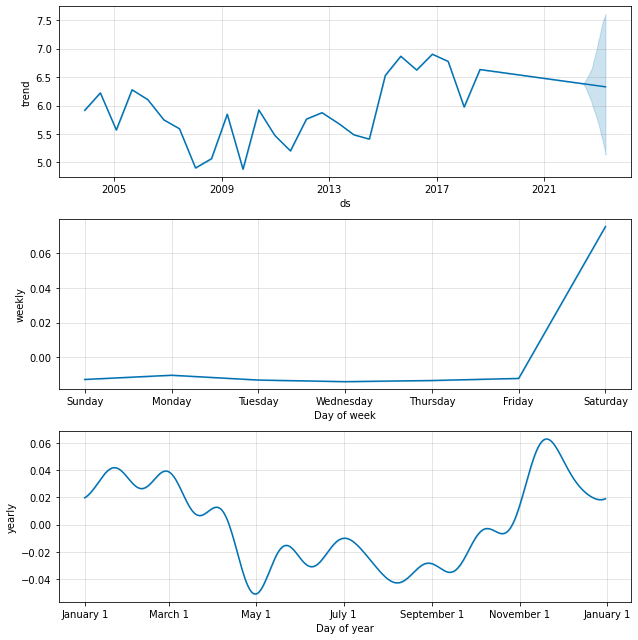 7.5
7.0
6.5
6.0
5.5
5.0
trend
2005 2009 2013 2017 2021
ds
0.06
0.04
0.02
0.00
weekly
Sunday Monday Tuesday Wednesday Thursday Friday Saturday
Day of week
0.06
0.04
0.02
0.00
−0.02
−0.04
yearly
January 1 March 1 May 1 July 1 September 1 November 1 January 1
Day of year